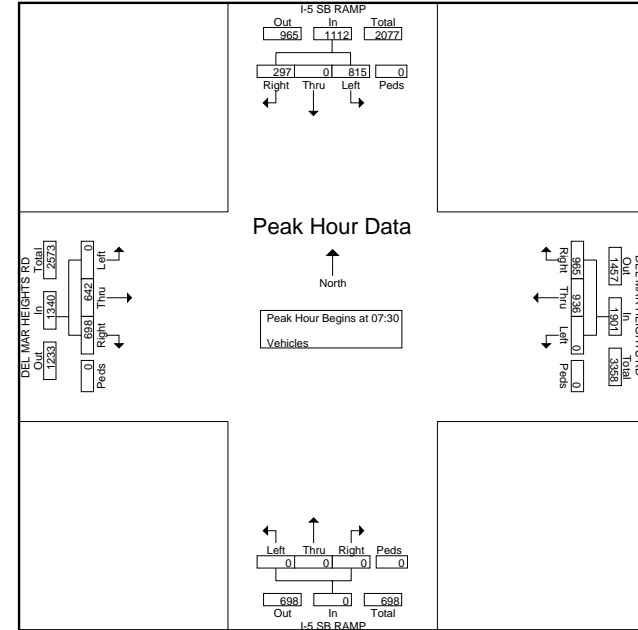 I-5 SB RAMP
Out In Total
965 1112 2077
297 0 815 0
Right Thru Left Peds
Peak Hour Data
North
Peak Hour Begins at 07:30
Vehicles
DEL MAR HEIGHTS RD
Total In Out
2573 1340 1233
0 642 698 0
Left Thru Right Peds
Right Thru Left Peds
965 936 0 0
1457 1901 3358
Out In Total
Left Thru Right Peds
0 0 0 0
698 0 698
Out In Total
I-5 SB RAMP